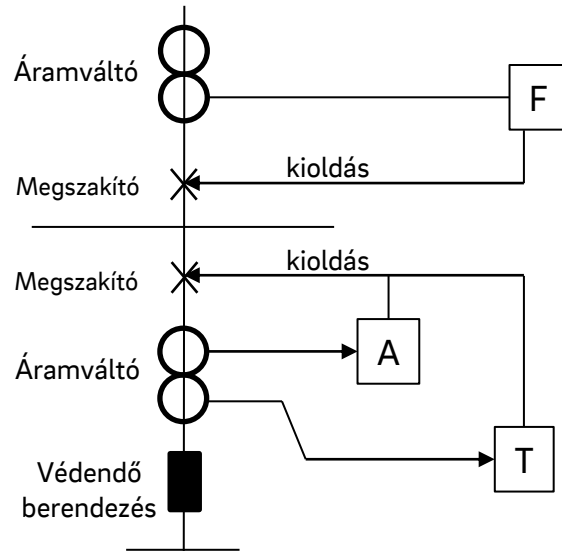 Áramváltó
F
kioldás
Megszakító
kioldás
Megszakító
A
Áramváltó
T
Védendő
berendezés